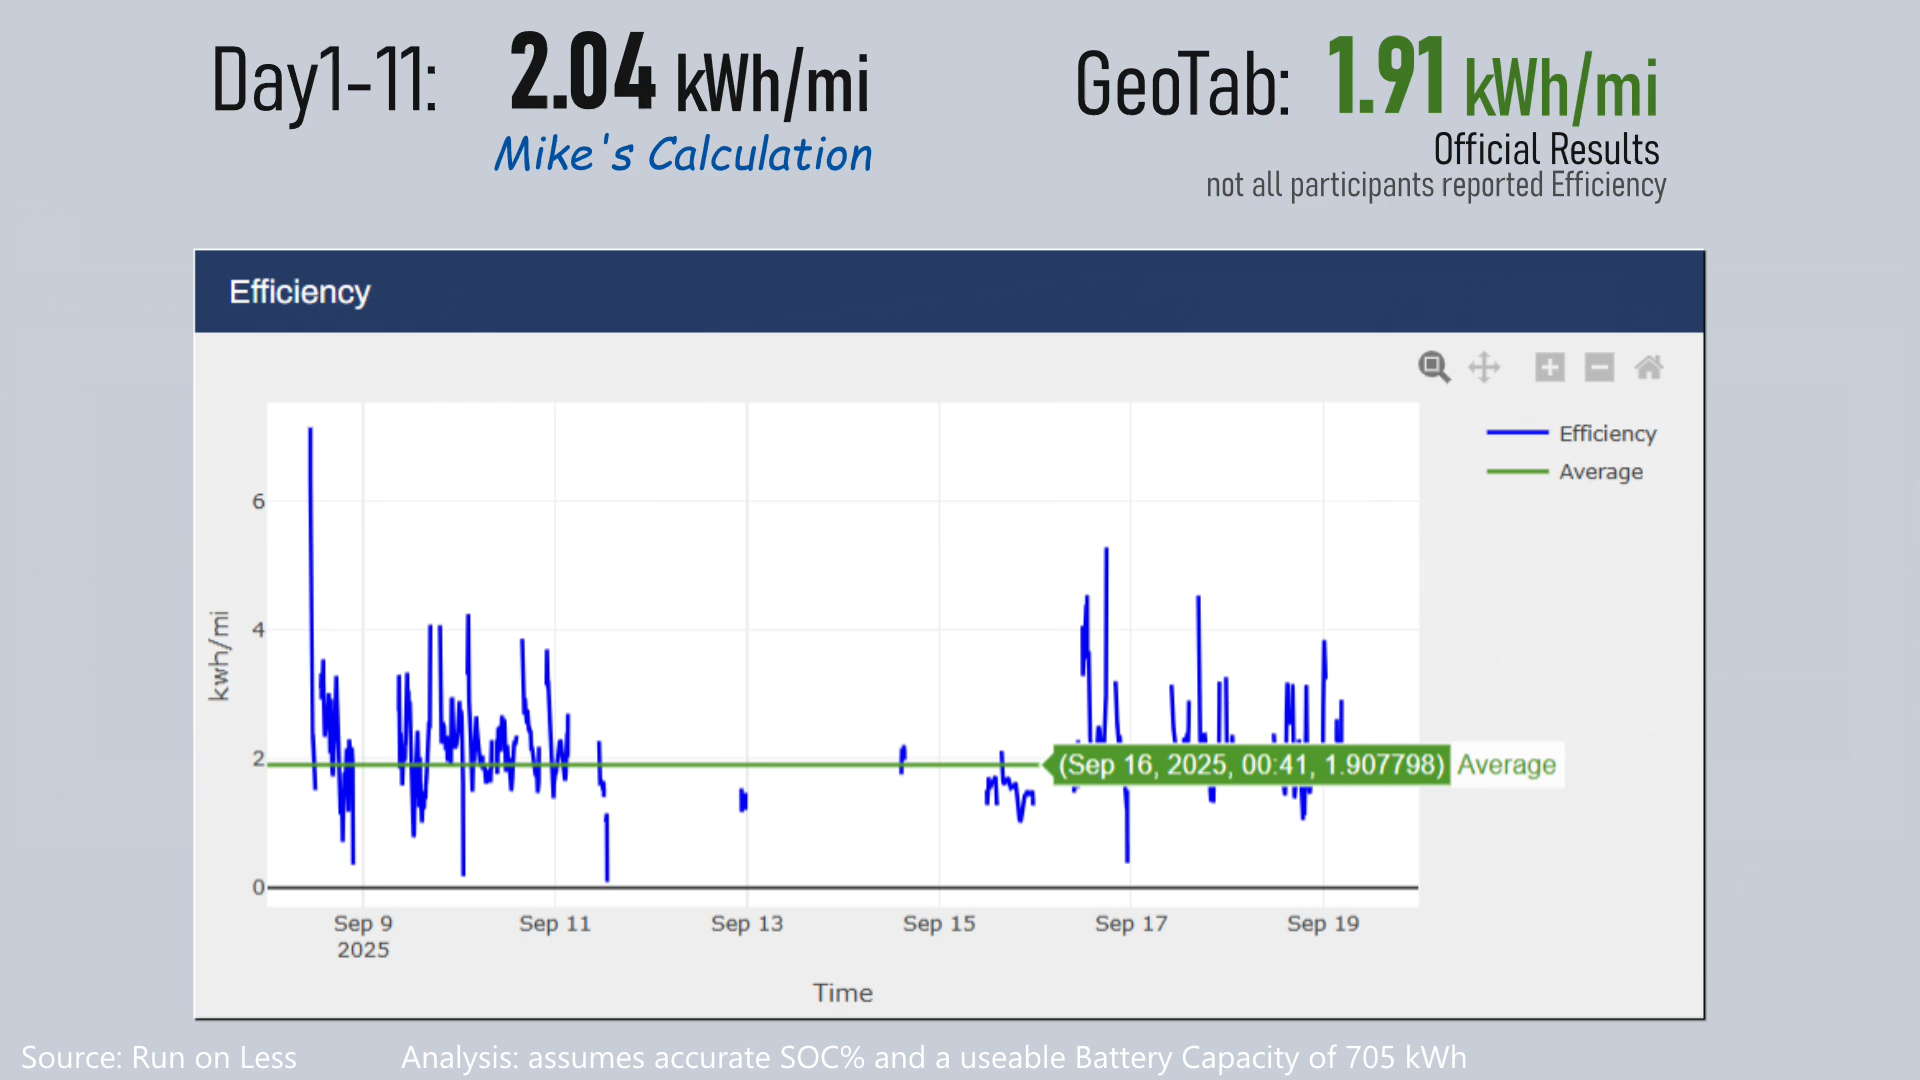 Day1-11: 2.04 kWh/mi
Mike's Calculation
GeoTab: 1.91 kWh/mi
Official Results
not all participants reported Efficiency
Efficiency
Efficiency
Average
6
4
2
0
kwh/mi
(Sep 16, 2025, 00:41, 1.907798) Average
Sep 9
2025
Sep 11
Sep 13
Sep 15
Sep 17
Sep 19
Time
Source: Run on Less
Analysis: assumes accurate SOC% and a useable Battery Capacity of 705 kWh